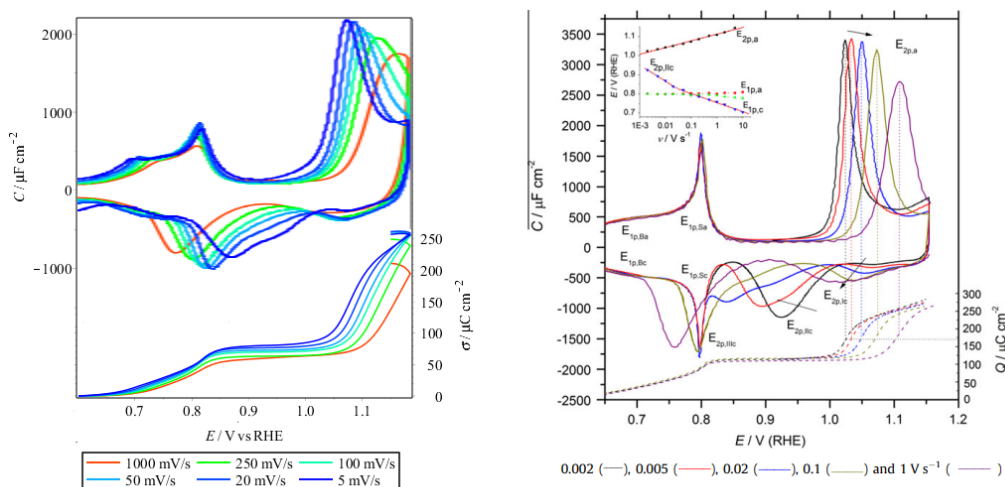 2000
1000
0
−1000
C / μF cm⁻²
250
200
150
100
50
0
σ / μC cm⁻²
0.7
0.8
0.9
1.0
1.1
E / V vs RHE
1000 mV/s
250 mV/s
100 mV/s
50 mV/s
20 mV/s
5 mV/s
3500
3000
2500
2000
1500
1000
500
0
-500
-1000
-1500
-2000
-2500
C / μF cm⁻²
1.1
1.0
0.9
0.8
0.7
E / V (RHE)
E2p,a
E2p,IIc
E1p,a
E1p,c
1E-3
0.01
0.1
1
10
ν / V s⁻¹
E2p,a
E1p,Ba
E1p,Sa
E1p,Bc
E1p,Sc
E2p,Ic
E2p,IIc
E2p,IIIc
300
250
200
150
100
50
0
Q / μC cm⁻²
0.7
0.8
0.9
1.0
1.1
1.2
E / V (RHE)
0.002 (—), 0.005 (—), 0.02 (—), 0.1 (—) and 1 V s⁻¹ ( — )